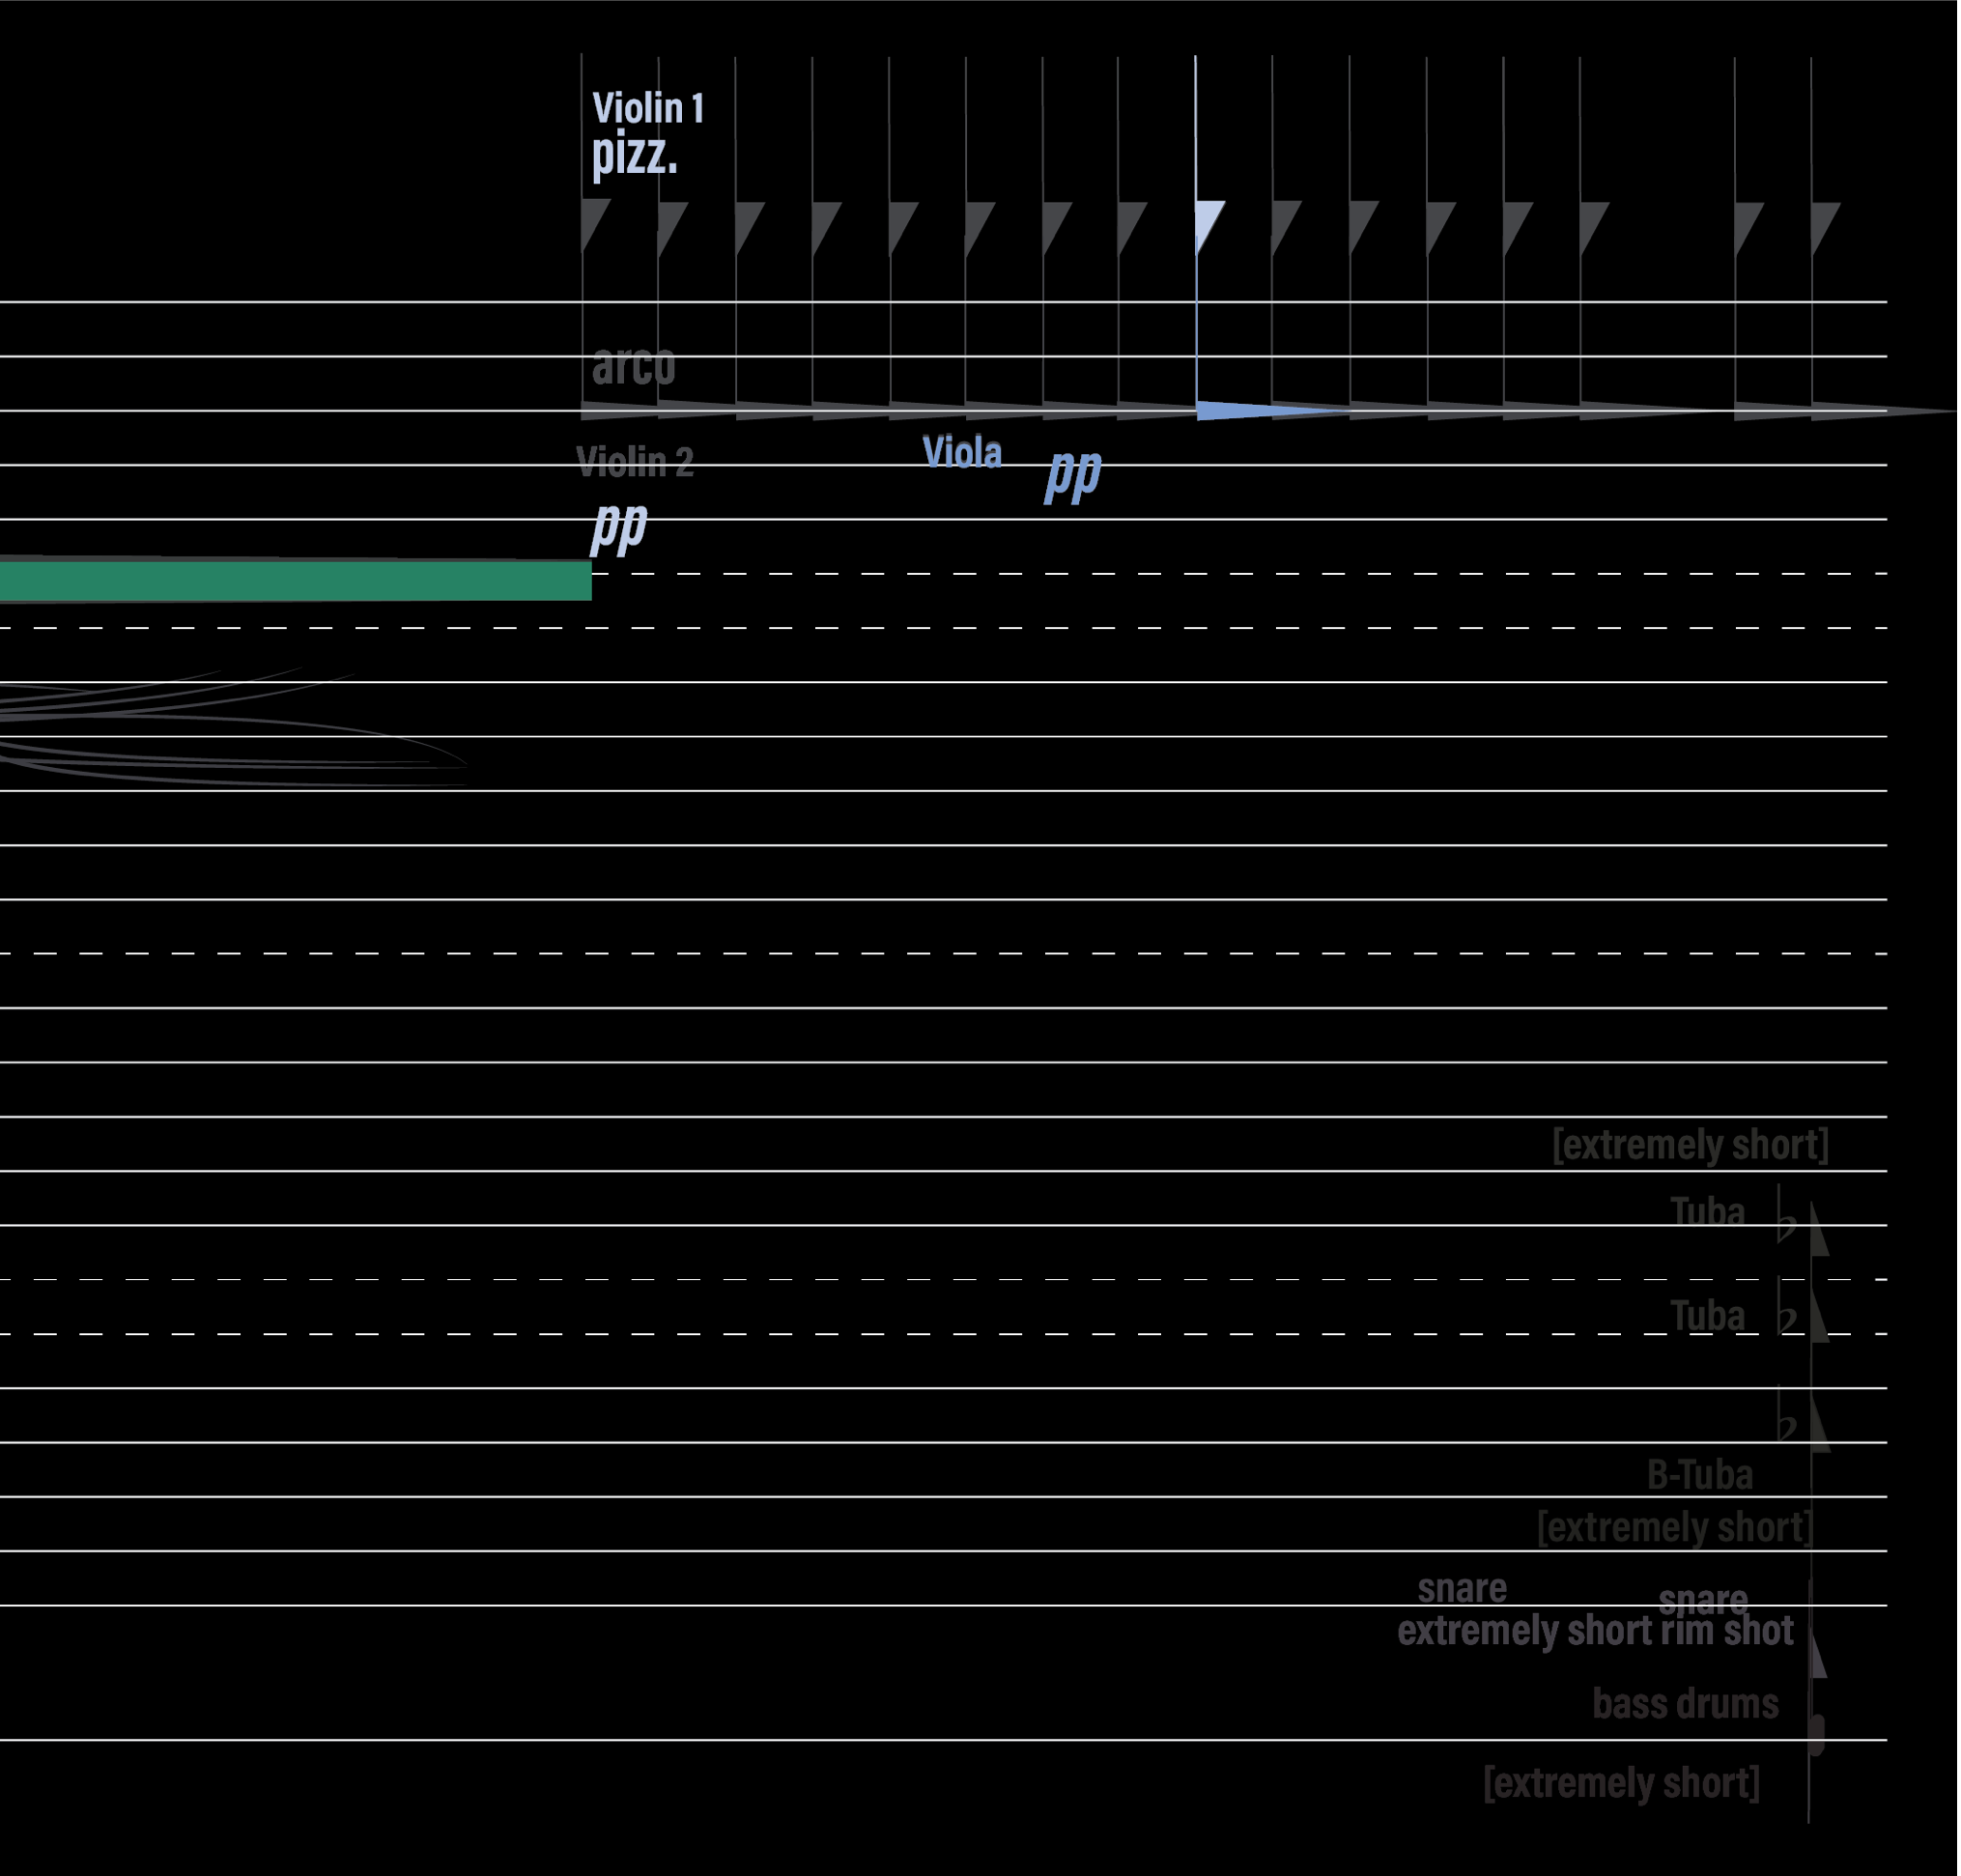 Violin 1
pizz.
arco
Violin 2
Viola
pp
pp
[extremely short]
Tuba
Tuba
B-Tuba
[extremely short]
snare
snare
extremely short rim shot
bass drums
[extremely short]